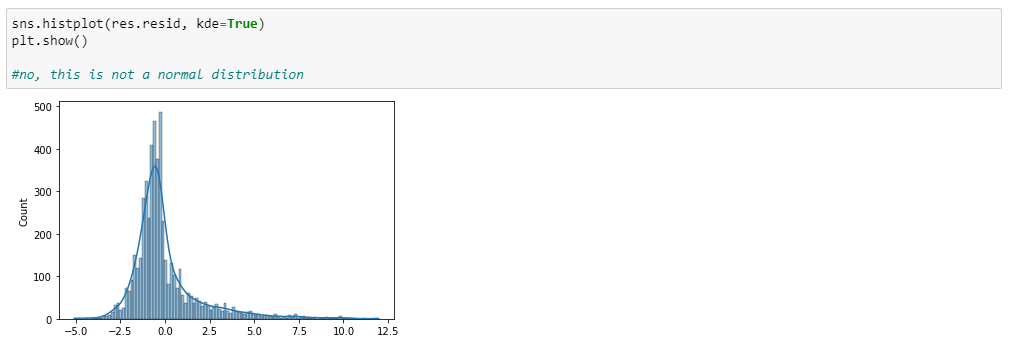 sns.histplot(res.resid, kde=True)
plt.show()
#no, this is not a normal distribution
500
400
300
200
100
0
Count
−5.0 −2.5 0.0 2.5 5.0 7.5 10.0 12.5